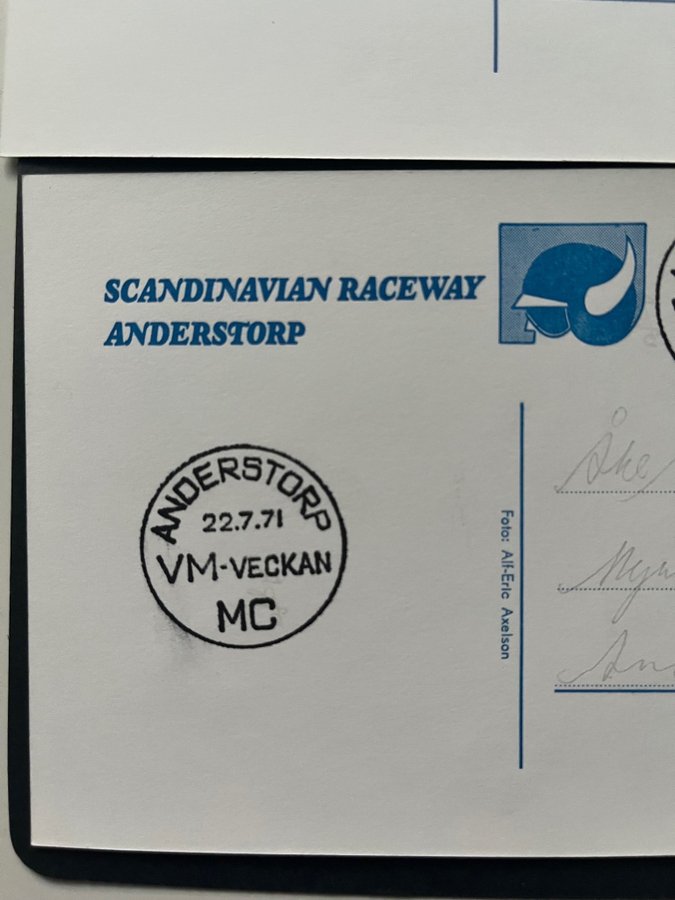 SCANDINAVIAN RACEWAY
ANDERSTORP
ANDERSTORP
22.7.71
VM-VECKAN
MC
Foto: Alf-Eric Axelson
Åke